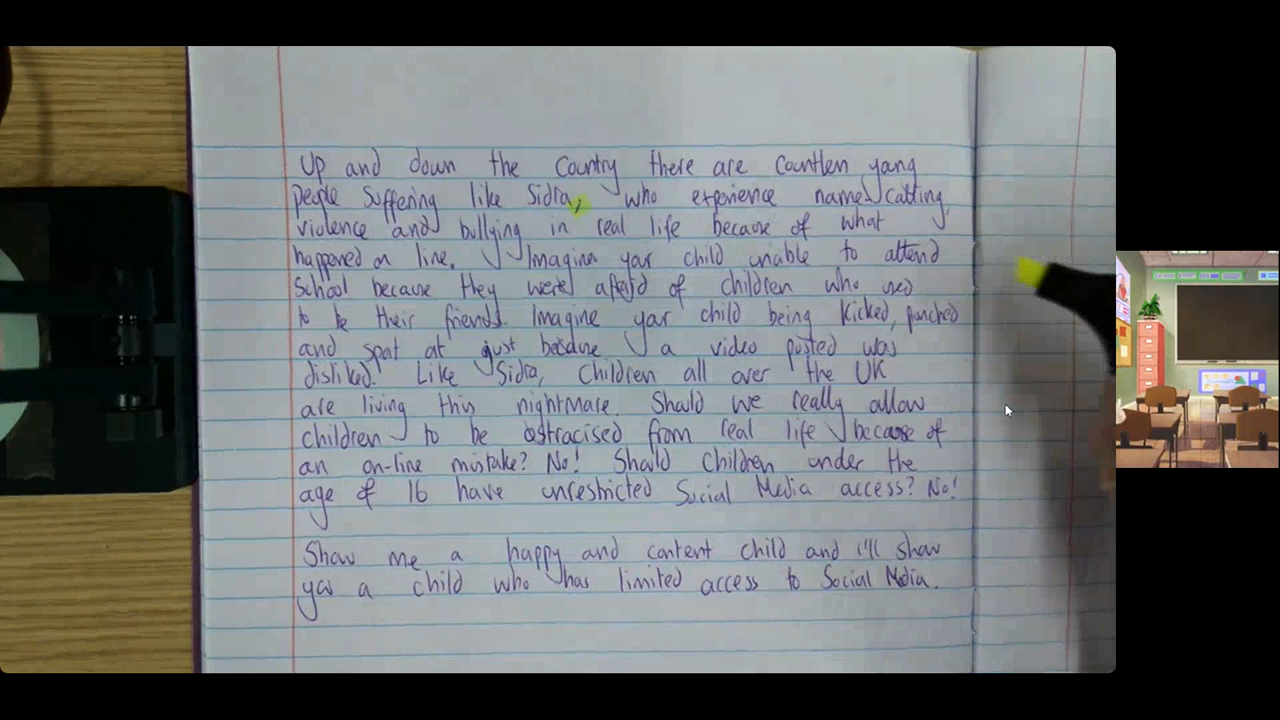 Up and down the Country there are Countless young
people Suffering like Sidra, who experience name calling,
violence and bullying in real life because of what
happened on line. Imagine your child unable to attend
School because they were afraid of children who used
to be their friends. Imagine your child being Kicked, punched
and spat at just because a video posted was
disliked? Like Sidra, Children all over the UK
are living this nightmare. Should we really allow
children to be ostracised from real life because of
an on-line mistake? No! Should Children under the
age of 16 have unrestricted Social Media access? No!
Show me a happy and content child and i'll show
you a child who has limited access to Social Media.